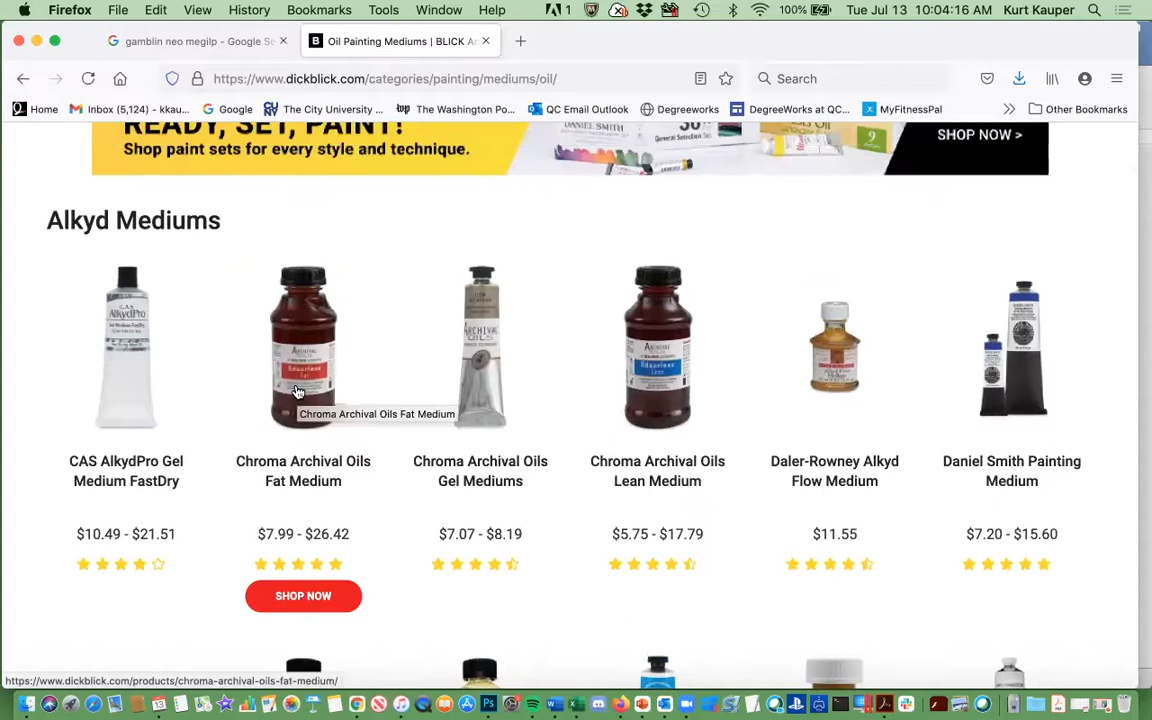 Firefox File Edit View History Bookmarks Tools Window Help 1 100% Tue Jul 13 10:04:16 AM Kurt Kauper
gamblin neo megilp - Google Se
Oil Painting Mediums | BLICK A
https://www.dickblick.com/categories/painting/mediums/oil/
Search
Home Inbox (5,124) – kkau... Google The City University ... The Washington Po... QC Email Outlook Degreeworks DegreeWorks at QC... MyFitnessPal Other Bookmarks
READY, SET, PAINT!
Shop paint sets for every style and technique.
DANIEL SMITH
SHOP NOW >
Alkyd Mediums
Chroma Archival Oils Fat Medium
CAS AlkydPro Gel
Medium FastDry
$10.49 - $21.51
Chroma Archival Oils
Fat Medium
$7.99 - $26.42
SHOP NOW
Chroma Archival Oils
Gel Mediums
$7.07 - $8.19
Chroma Archival Oils
Lean Medium
$5.75 - $17.79
Daler-Rowney Alkyd
Flow Medium
$11.55
Daniel Smith Painting
Medium
$7.20 - $15.60
https://www.dickblick.com/products/chroma-archival-oils-fat-medium/